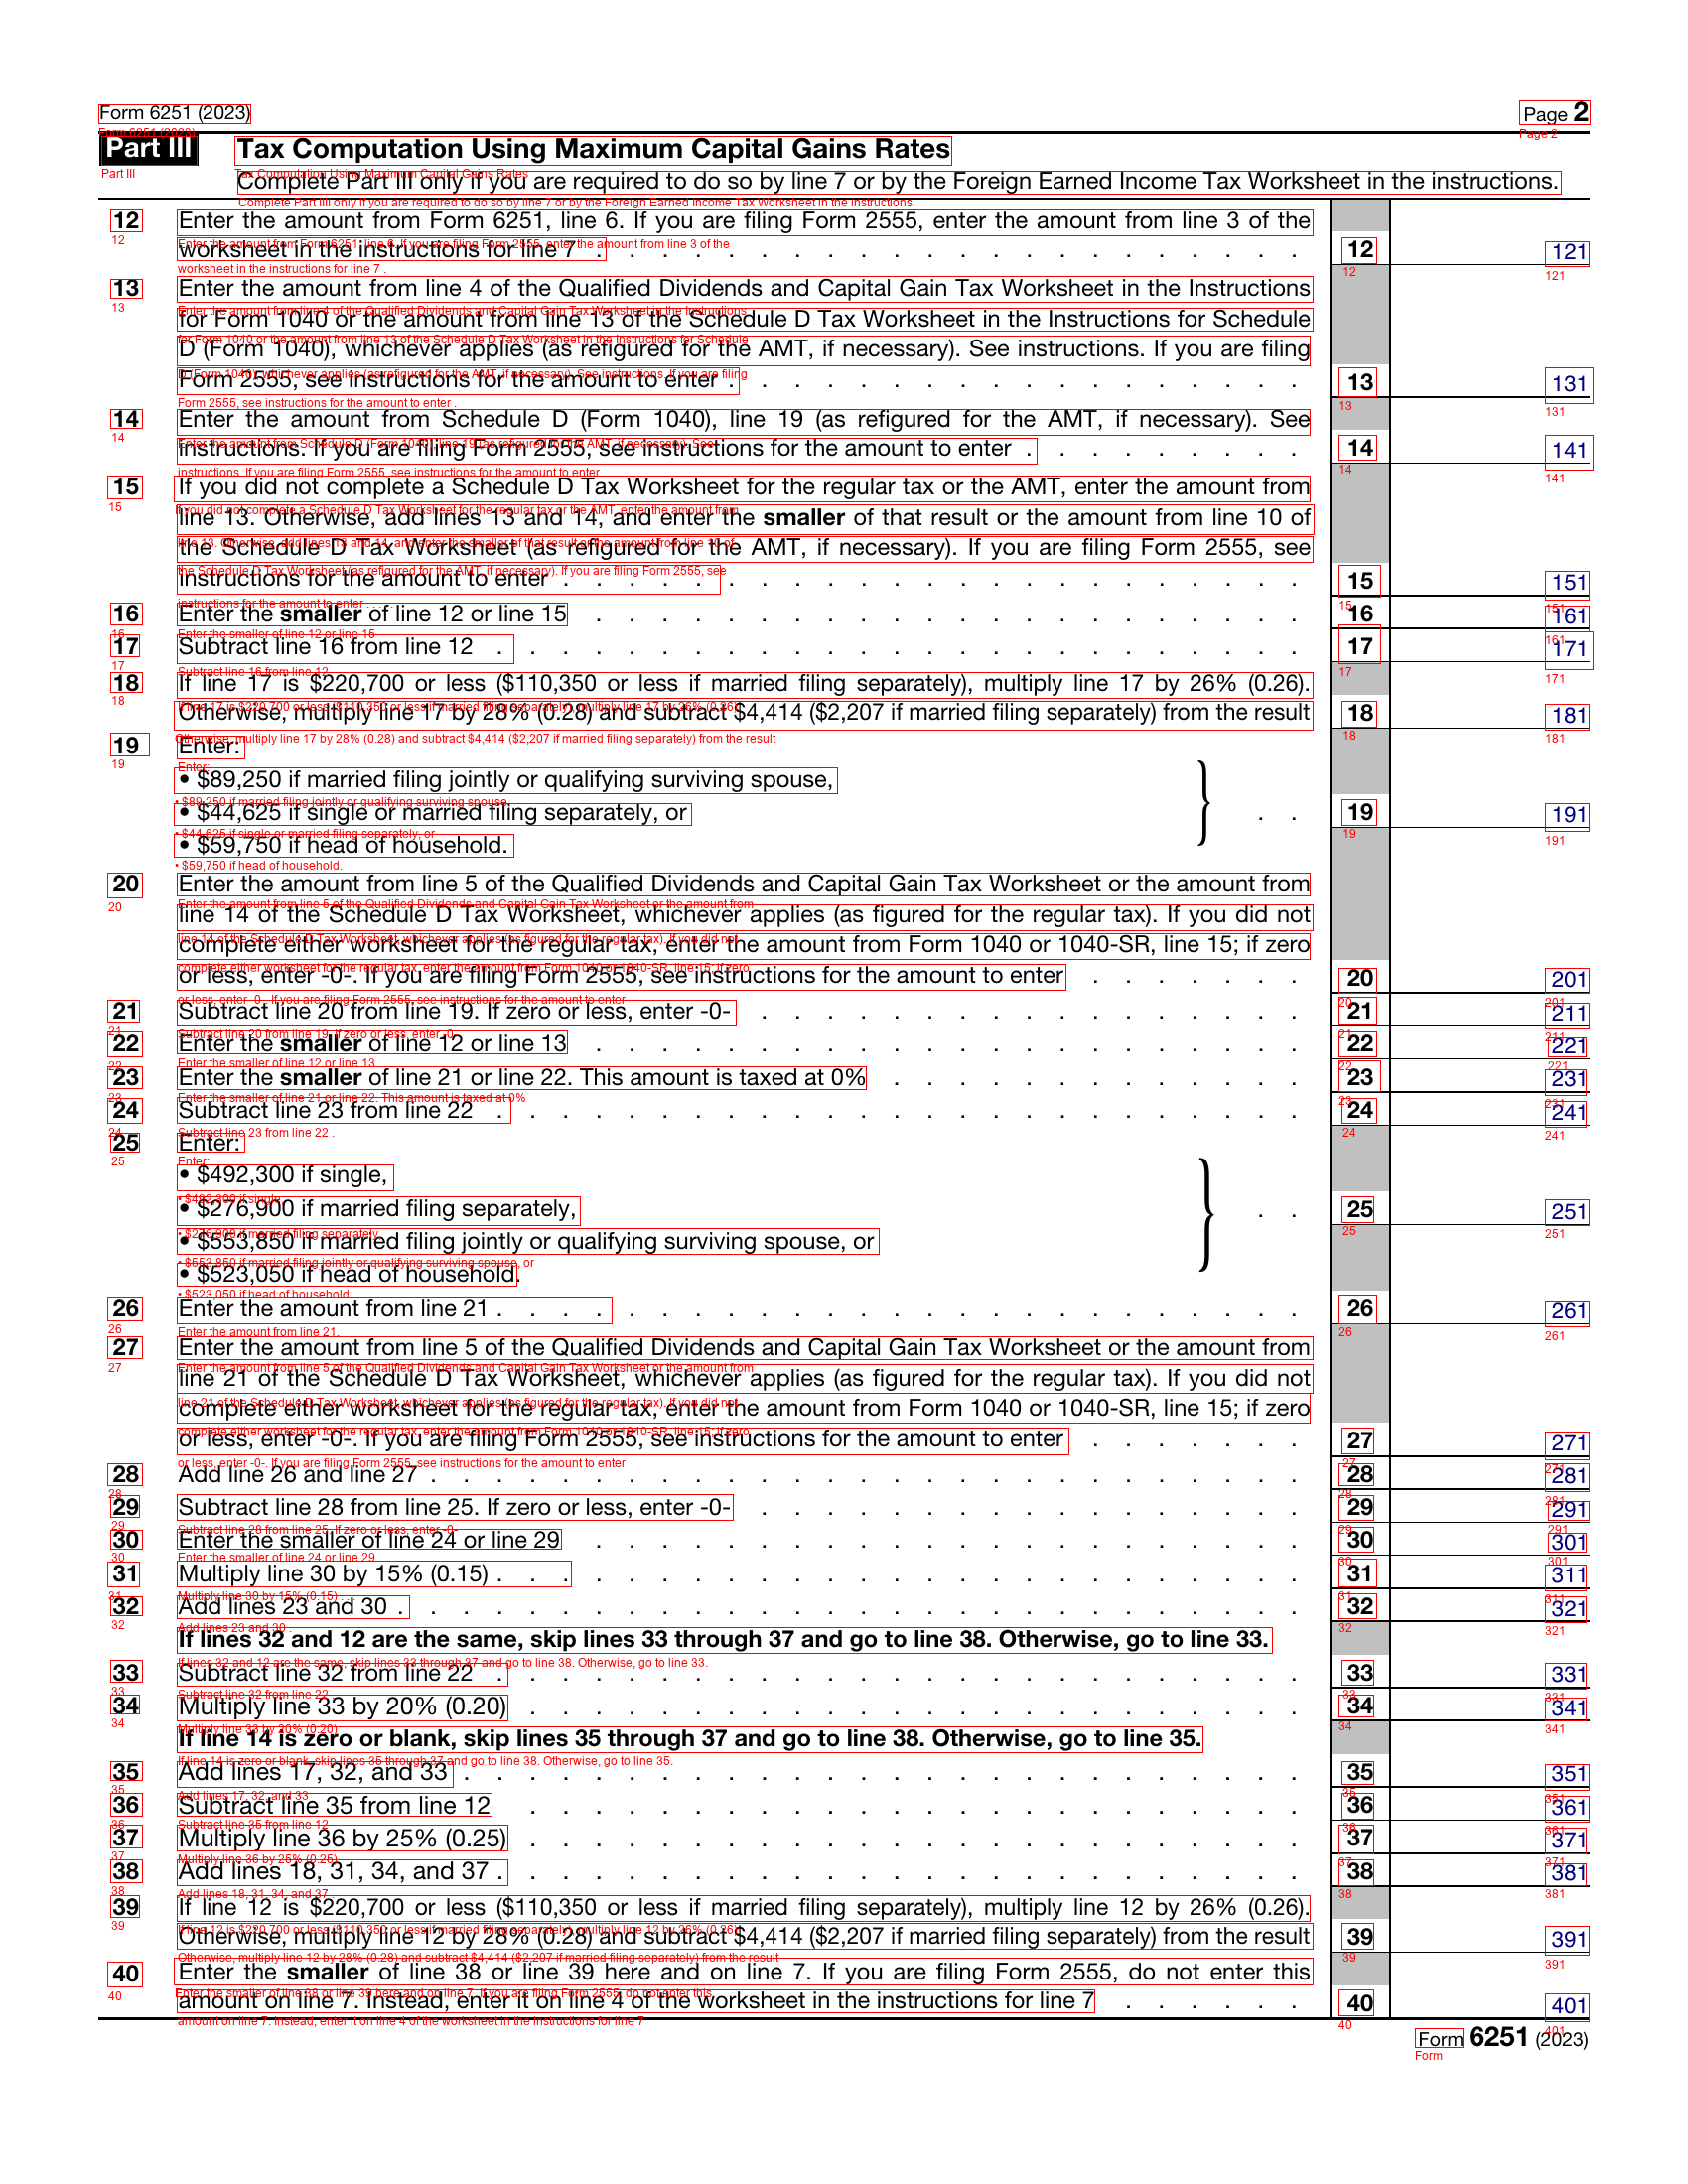 Form 6251 (2023) Page 2
Part III Tax Computation Using Maximum Capital Gains Rates
Complete Part III only if you are required to do so by line 7 or by the Foreign Earned Income Tax Worksheet in the instructions.
12 Enter the amount from Form 6251, line 6. If you are filing Form 2555, enter the amount from line 3 of the
worksheet in the instructions for line 7 . 12 121
13 Enter the amount from line 4 of the Qualified Dividends and Capital Gain Tax Worksheet in the Instructions
for Form 1040 or the amount from line 13 of the Schedule D Tax Worksheet in the Instructions for Schedule
D (Form 1040), whichever applies (as refigured for the AMT, if necessary). See instructions. If you are filing
Form 2555, see instructions for the amount to enter . 13 131
14 Enter the amount from Schedule D (Form 1040), line 19 (as refigured for the AMT, if necessary). See
instructions. If you are filing Form 2555, see instructions for the amount to enter . 14 141
15 If you did not complete a Schedule D Tax Worksheet for the regular tax or the AMT, enter the amount from
line 13. Otherwise, add lines 13 and 14, and enter the smaller of that result or the amount from line 10 of
the Schedule D Tax Worksheet (as refigured for the AMT, if necessary). If you are filing Form 2555, see
instructions for the amount to enter . 15 151
16 Enter the smaller of line 12 or line 15 . 16 161
17 Subtract line 16 from line 12 . 17 171
18 If line 17 is $220,700 or less ($110,350 or less if married filing separately), multiply line 17 by 26% (0.26).
Otherwise, multiply line 17 by 28% (0.28) and subtract $4,414 ($2,207 if married filing separately) from the result 18 181
19 Enter:
• $89,250 if married filing jointly or qualifying surviving spouse,
• $44,625 if single or married filing separately, or . . 19 191
• $59,750 if head of household.
20 Enter the amount from line 5 of the Qualified Dividends and Capital Gain Tax Worksheet or the amount from
line 14 of the Schedule D Tax Worksheet, whichever applies (as figured for the regular tax). If you did not
complete either worksheet for the regular tax, enter the amount from Form 1040 or 1040-SR, line 15; if zero
or less, enter -0-. If you are filing Form 2555, see instructions for the amount to enter . 20 201
21 Subtract line 20 from line 19. If zero or less, enter -0- . 21 211
22 Enter the smaller of line 12 or line 13 . 22 221
23 Enter the smaller of line 21 or line 22. This amount is taxed at 0% . 23 231
24 Subtract line 23 from line 22 . 24 241
25 Enter:
• $492,300 if single,
• $276,900 if married filing separately, . . 25 251
• $553,850 if married filing jointly or qualifying surviving spouse, or
• $523,050 if head of household.
26 Enter the amount from line 21 . 26 261
27 Enter the amount from line 5 of the Qualified Dividends and Capital Gain Tax Worksheet or the amount from
line 21 of the Schedule D Tax Worksheet, whichever applies (as figured for the regular tax). If you did not
complete either worksheet for the regular tax, enter the amount from Form 1040 or 1040-SR, line 15; if zero
or less, enter -0-. If you are filing Form 2555, see instructions for the amount to enter . 27 271
28 Add line 26 and line 27 . 28 281
29 Subtract line 28 from line 25. If zero or less, enter -0- . 29 291
30 Enter the smaller of line 24 or line 29 . 30 301
31 Multiply line 30 by 15% (0.15) . 31 311
32 Add lines 23 and 30 . 32 321
If lines 32 and 12 are the same, skip lines 33 through 37 and go to line 38. Otherwise, go to line 33.
33 Subtract line 32 from line 22 . 33 331
34 Multiply line 33 by 20% (0.20) . 34 341
If line 14 is zero or blank, skip lines 35 through 37 and go to line 38. Otherwise, go to line 35.
35 Add lines 17, 32, and 33 . 35 351
36 Subtract line 35 from line 12 . 36 361
37 Multiply line 36 by 25% (0.25) . 37 371
38 Add lines 18, 31, 34, and 37 . 38 381
39 If line 12 is $220,700 or less ($110,350 or less if married filing separately), multiply line 12 by 26% (0.26).
Otherwise, multiply line 12 by 28% (0.28) and subtract $4,414 ($2,207 if married filing separately) from the result 39 391
40 Enter the smaller of line 38 or line 39 here and on line 7. If you are filing Form 2555, do not enter this
amount on line 7. Instead, enter it on line 4 of the worksheet in the instructions for line 7 . 40 401
Form 6251 (2023)